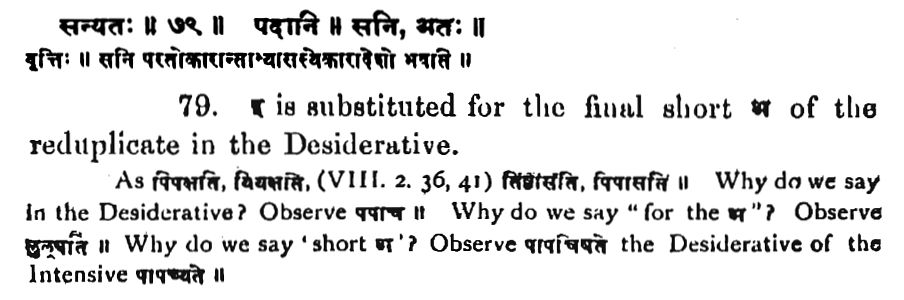 सन्यतः ॥ ७९ ॥ पदानि ॥ सनि, अतः ॥
वृत्तिः ॥ सनि परतोकारान्ताभ्यासस्येकारादेशो भवति ॥
79. इ is substituted for the final short अ of the
reduplicate in the Desiderative.
As पिपक्षति, यियक्षति, (VIII. 2. 36, 41) तिष्ठासति, पिपासति ॥ Why do we say
in the Desiderative? Observe पपाच ॥ Why do we say "for the अ"? Observe
लुलूषति ॥ Why do we say 'short अ'? Observe पापचिषते the Desiderative of the
Intensive पापच्यते ॥